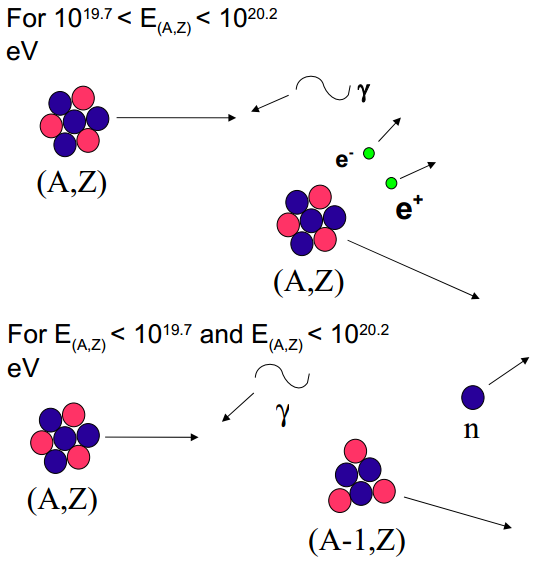 For 10^19.7 < E(A,Z) < 10^20.2
eV
γ
e-
e+
(A,Z)
(A,Z)
For E(A,Z) < 10^19.7 and E(A,Z) < 10^20.2
eV
γ
n
(A,Z)
(A-1,Z)